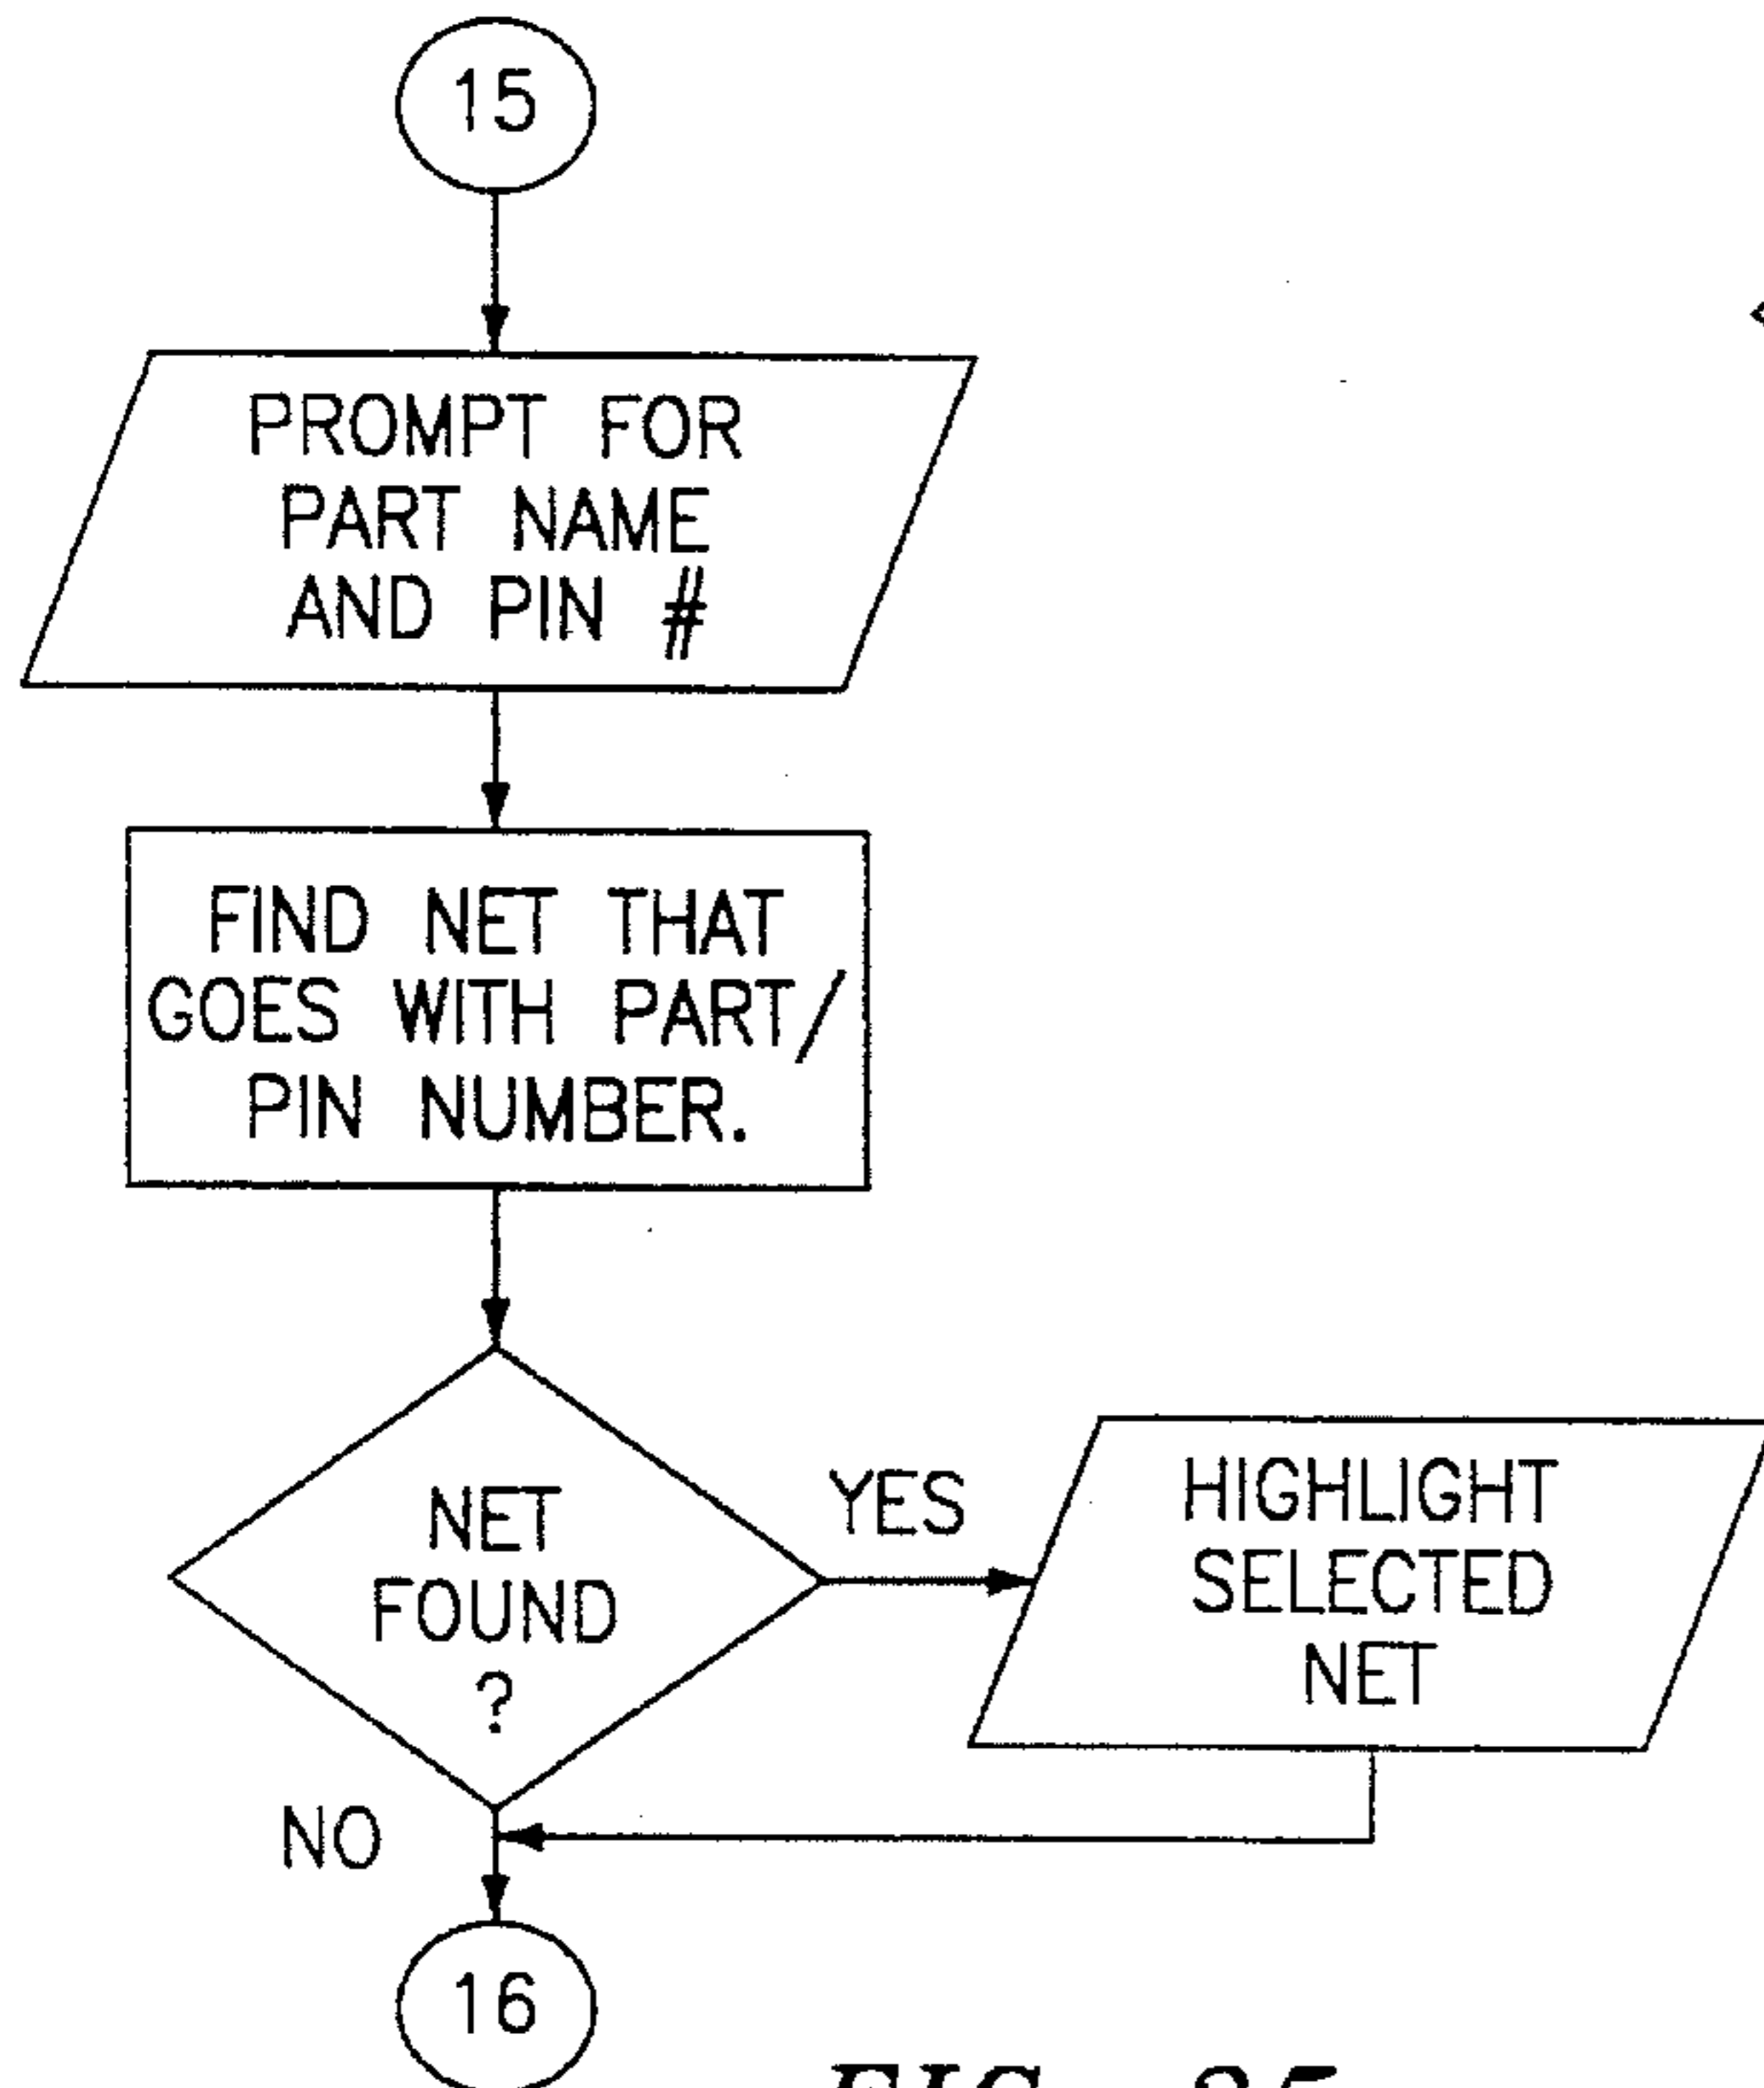 15
PROMPT FOR
PART NAME
AND PIN #
FIND NET THAT
GOES WITH PART/
PIN NUMBER.
NET
FOUND
?
YES
HIGHLIGHT
SELECTED
NET
NO
16